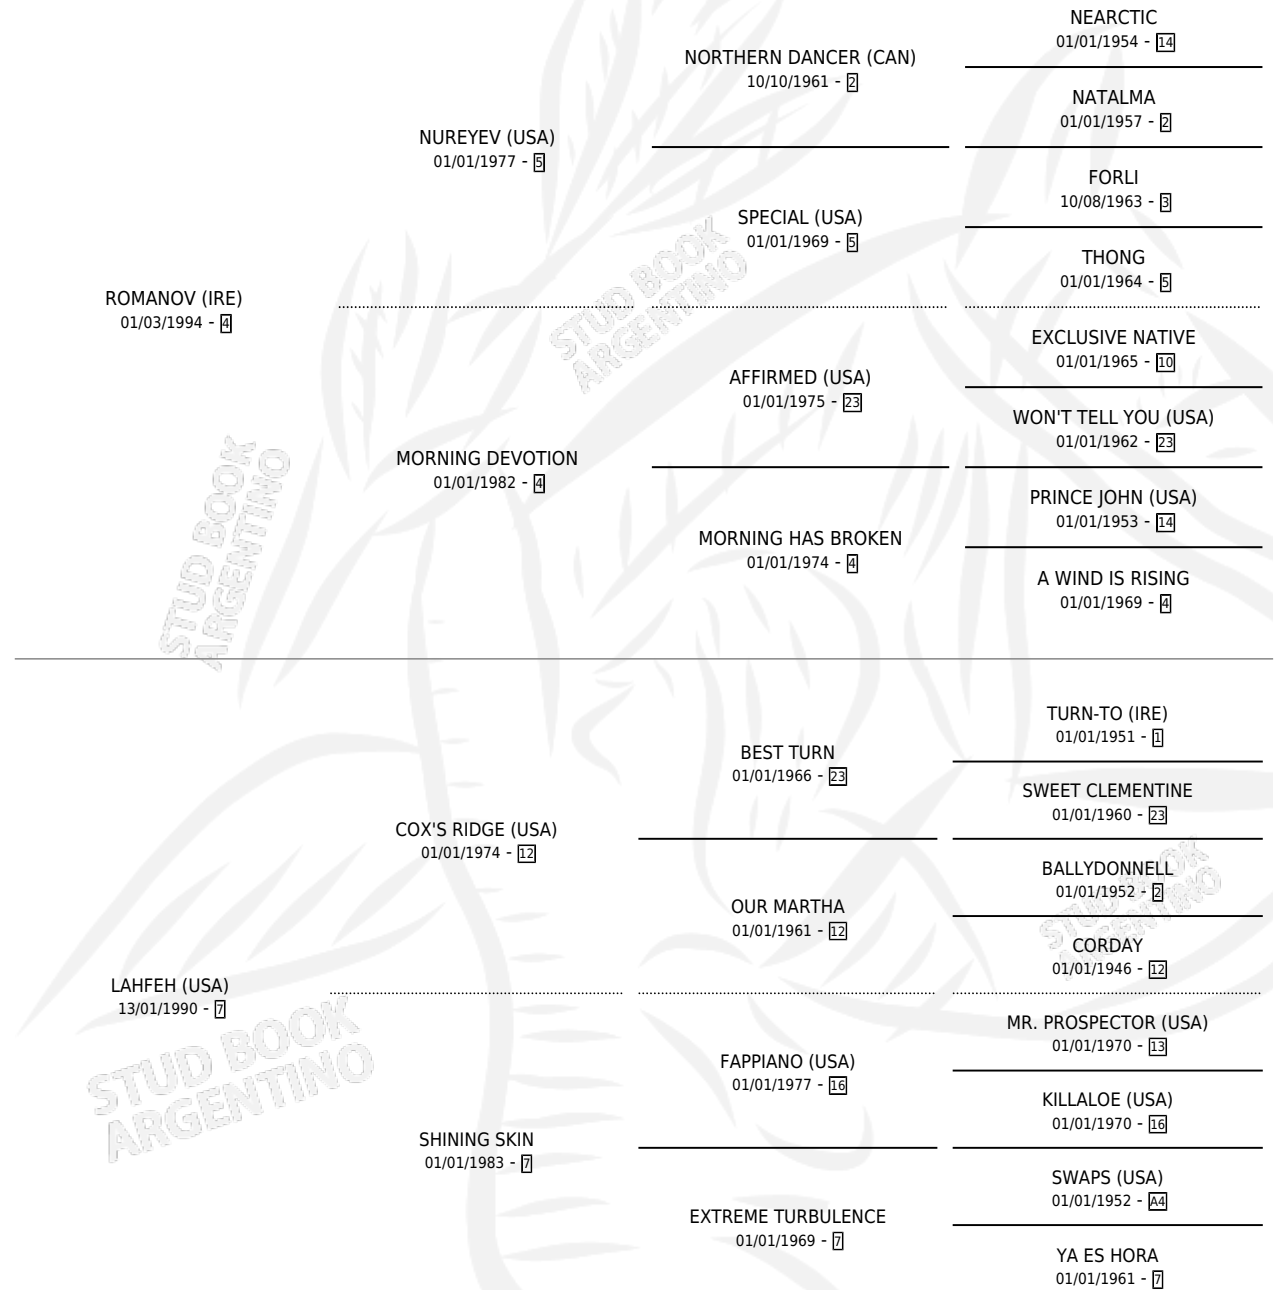 NEARCTIC
01/01/1954 - 14
NORTHERN DANCER (CAN)
10/10/1961 - 2
NATALMA
01/01/1957 - 2
NUREYEV (USA)
01/01/1977 - 5
FORLI
10/08/1963 - 3
SPECIAL (USA)
01/01/1969 - 5
THONG
01/01/1964 - 5
ROMANOV (IRE)
01/03/1994 - 4
EXCLUSIVE NATIVE
01/01/1965 - 10
AFFIRMED (USA)
01/01/1975 - 23
WON'T TELL YOU (USA)
01/01/1962 - 23
MORNING DEVOTION
01/01/1982 - 4
PRINCE JOHN (USA)
01/01/1953 - 14
MORNING HAS BROKEN
01/01/1974 - 4
A WIND IS RISING
01/01/1969 - 4
TURN-TO (IRE)
01/01/1951 - 1
BEST TURN
01/01/1966 - 23
SWEET CLEMENTINE
01/01/1960 - 23
COX'S RIDGE (USA)
01/01/1974 - 12
BALLYDONNELL
01/01/1952 - 2
OUR MARTHA
01/01/1961 - 12
CORDAY
01/01/1946 - 12
LAHFEH (USA)
13/01/1990 - 7
MR. PROSPECTOR (USA)
01/01/1970 - 13
FAPPIANO (USA)
01/01/1977 - 16
KILLALOE (USA)
01/01/1970 - 16
SHINING SKIN
01/01/1983 - 7
SWAPS (USA)
01/01/1952 - A4
EXTREME TURBULENCE
01/01/1969 - 7
YA ES HORA
01/01/1961 - 7
STUD BOOK
ARGENTINO
STUD BOOK
ARGENTINO
STUD BOOK
ARGENTINO
STUD BOOK
ARGENTINO